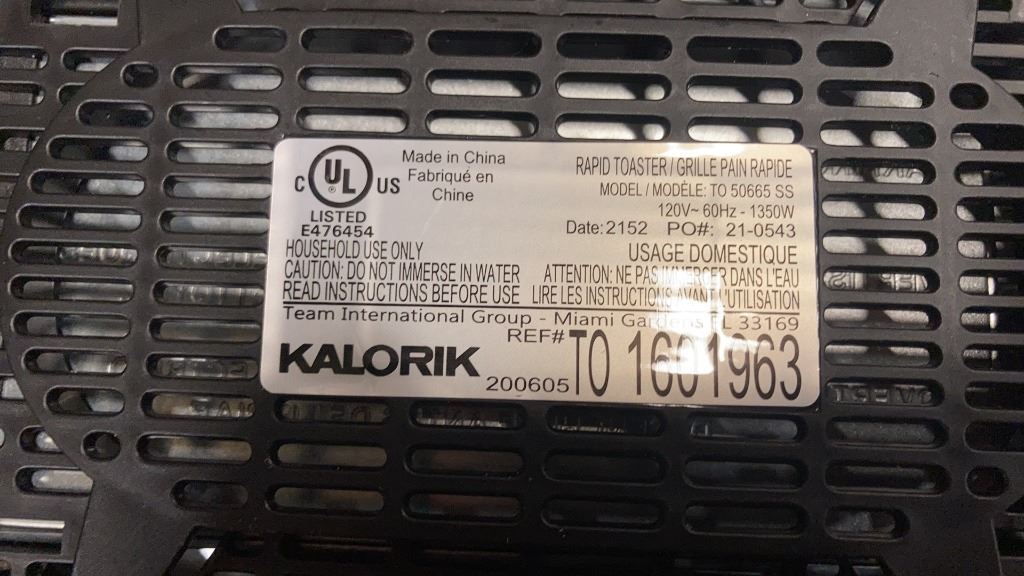 C UL US
®
LISTED
E476454
Made in China
Fabriqué en
Chine
RAPID TOASTER / GRILLE PAIN RAPIDE
MODEL / MODÈLE: TO 50665 SS
120V~ 60Hz - 1350W
Date: 2152 PO#: 21-0543
HOUSEHOLD USE ONLY
CAUTION: DO NOT IMMERSE IN WATER
READ INSTRUCTIONS BEFORE USE
USAGE DOMESTIQUE
ATTENTION: NE PAS IMMERGER DANS L'EAU
LIRE LES INSTRUCTIONS AVANT L'UTILISATION
Team International Group - Miami Gardens FL 33169
KALORIK
200605
REF# TO 1601963